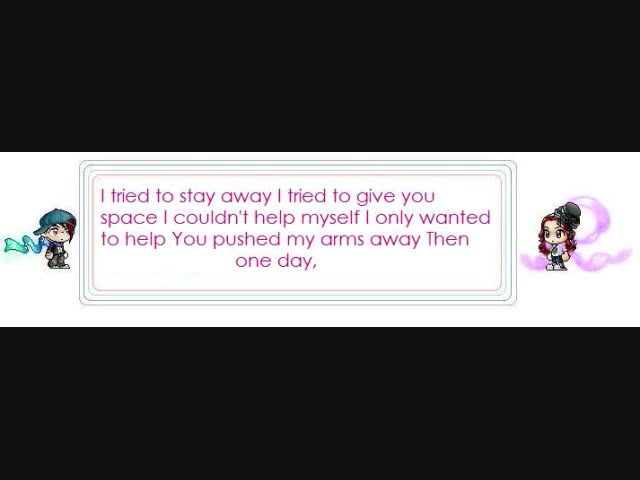 I tried to stay away I tried to give you
space I couldn't help myself I only wanted
to help You pushed my arms away Then
one day,